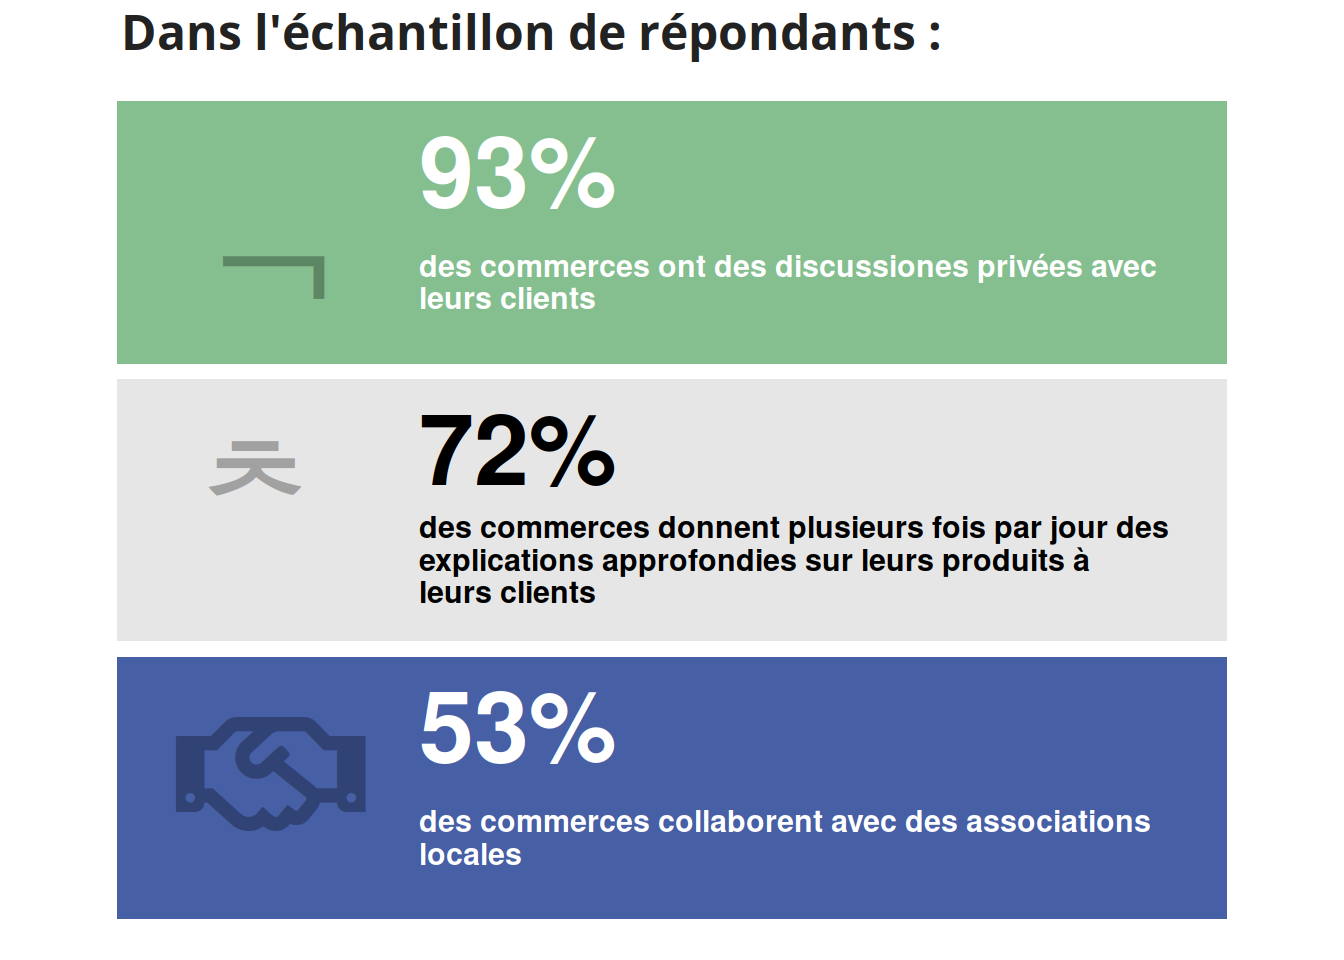 Dans l'échantillon de répondants :
93%
des commerces ont des discussiones privées avec
leurs clients
ㄱ
72%
ㅊ
des commerces donnent plusieurs fois par jour des
explications approfondies sur leurs produits à
leurs clients
53%
des commerces collaborent avec des associations
locales